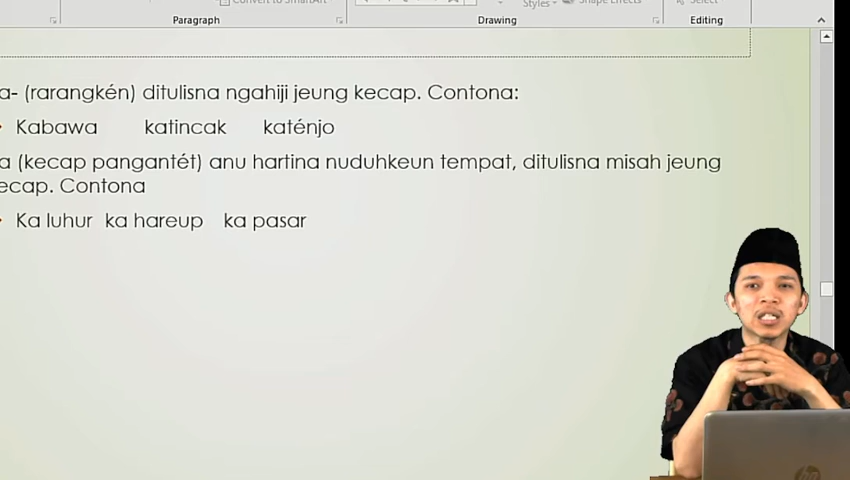 Paragraph Drawing Editing
a- (rarangkén) ditulisna ngahiji jeung kecap. Contona:
Kabawa katincak katénjo
a (kecap pangantét) anu hartina nuduhkeun tempat, ditulisna misah jeung
ecap. Contona
Ka luhur ka hareup ka pasar